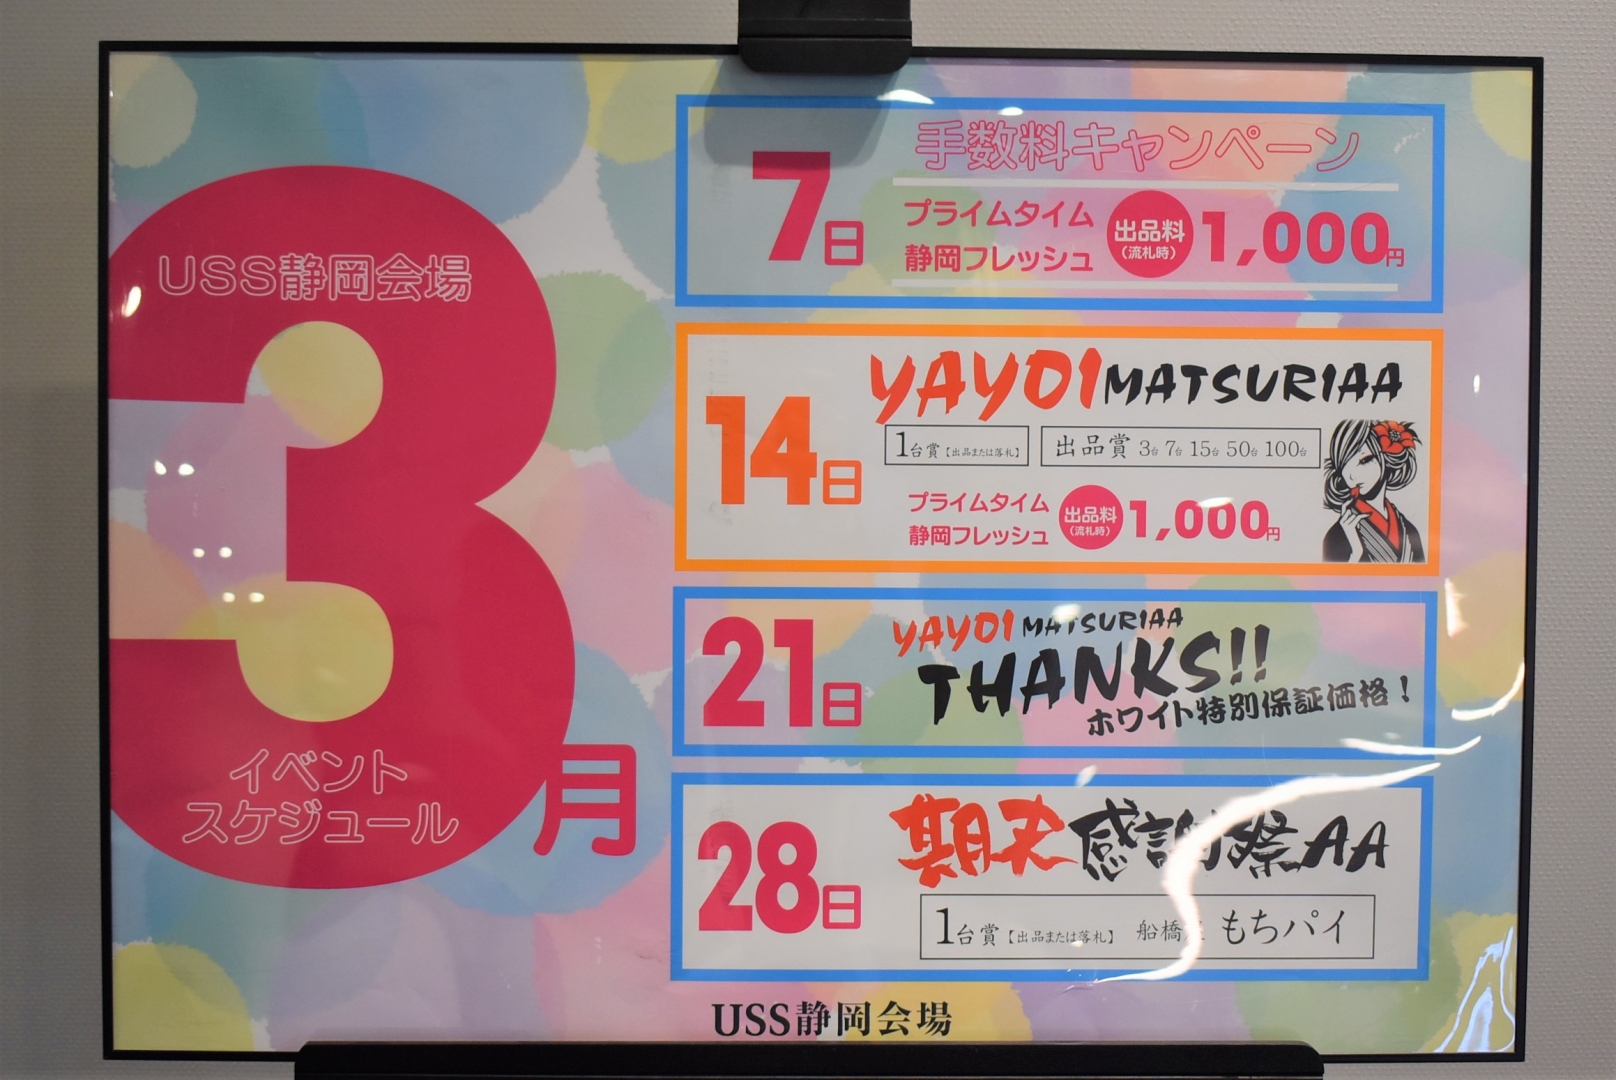 USS静岡会場
3月
イベント
スケジュール
7日
手数料キャンペーン
プライムタイム
静岡フレッシュ
出品料
(流札時)
1,000円
14日
YAYOI MATSURI AA
1台賞【出品または落札】
出品賞 3台 7台 15台 50台 100台
プライムタイム
静岡フレッシュ
出品料
(流札時)
1,000円
21日
YAYOI MATSURI AA
THANKS!!
ホワイト特別保証価格!
28日
期末感謝祭AA
1台賞【出品または落札】 船橋 もちパイ
USS静岡会場